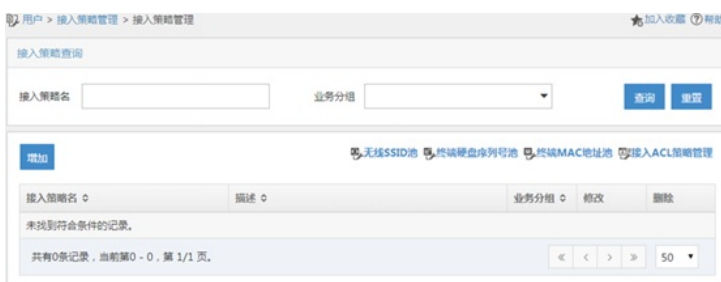 用户 > 接入策略管理 > 接入策略管理 加入收藏 帮助
接入策略查询
接入策略名 业务分组 查询 重置
增加 无线SSID池 终端硬盘序列号池 终端MAC地址池 接入ACL策略管理
接入策略名 描述 业务分组 修改 删除
未找到符合条件的记录。
共有0条记录，当前第0 - 0，第 1/1 页。 « < > » 50